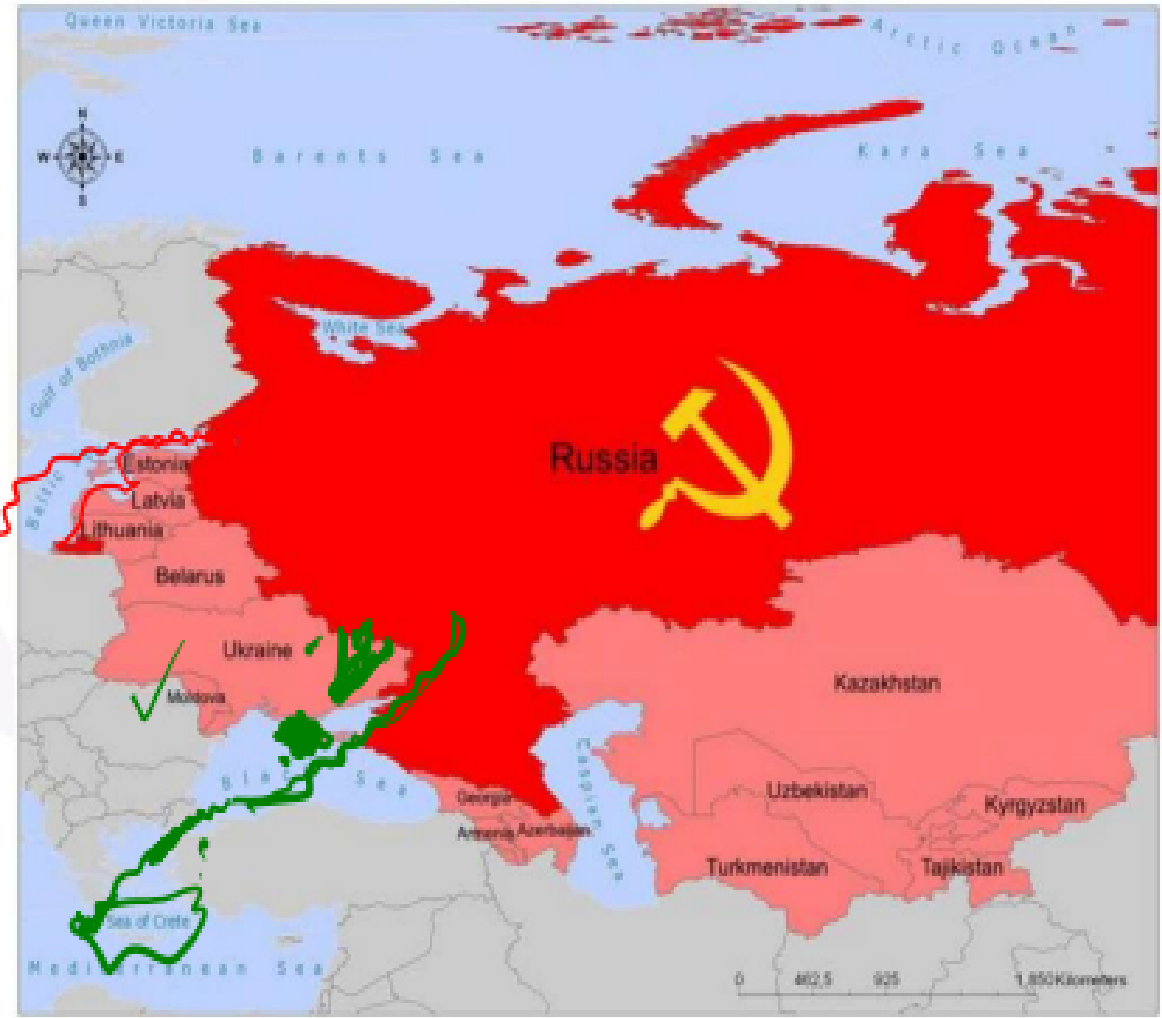 Queen Victoria Sea
Arctic Ocean
N
W E
S
Barents Sea
Kara Sea
White Sea
Gulf of Bothnia
Russia
Estonia
Baltic
Latvia
Lithuania
Belarus
Ukraine
Moldova
Kazakhstan
Black Sea
Caspian Sea
Georgia
Uzbekistan
Kyrgyzstan
Armenia
Azerbaijan
Turkmenistan
Tajikistan
Sea of Crete
Mediterranean Sea
0 462,5 925 1,850 Kilometers